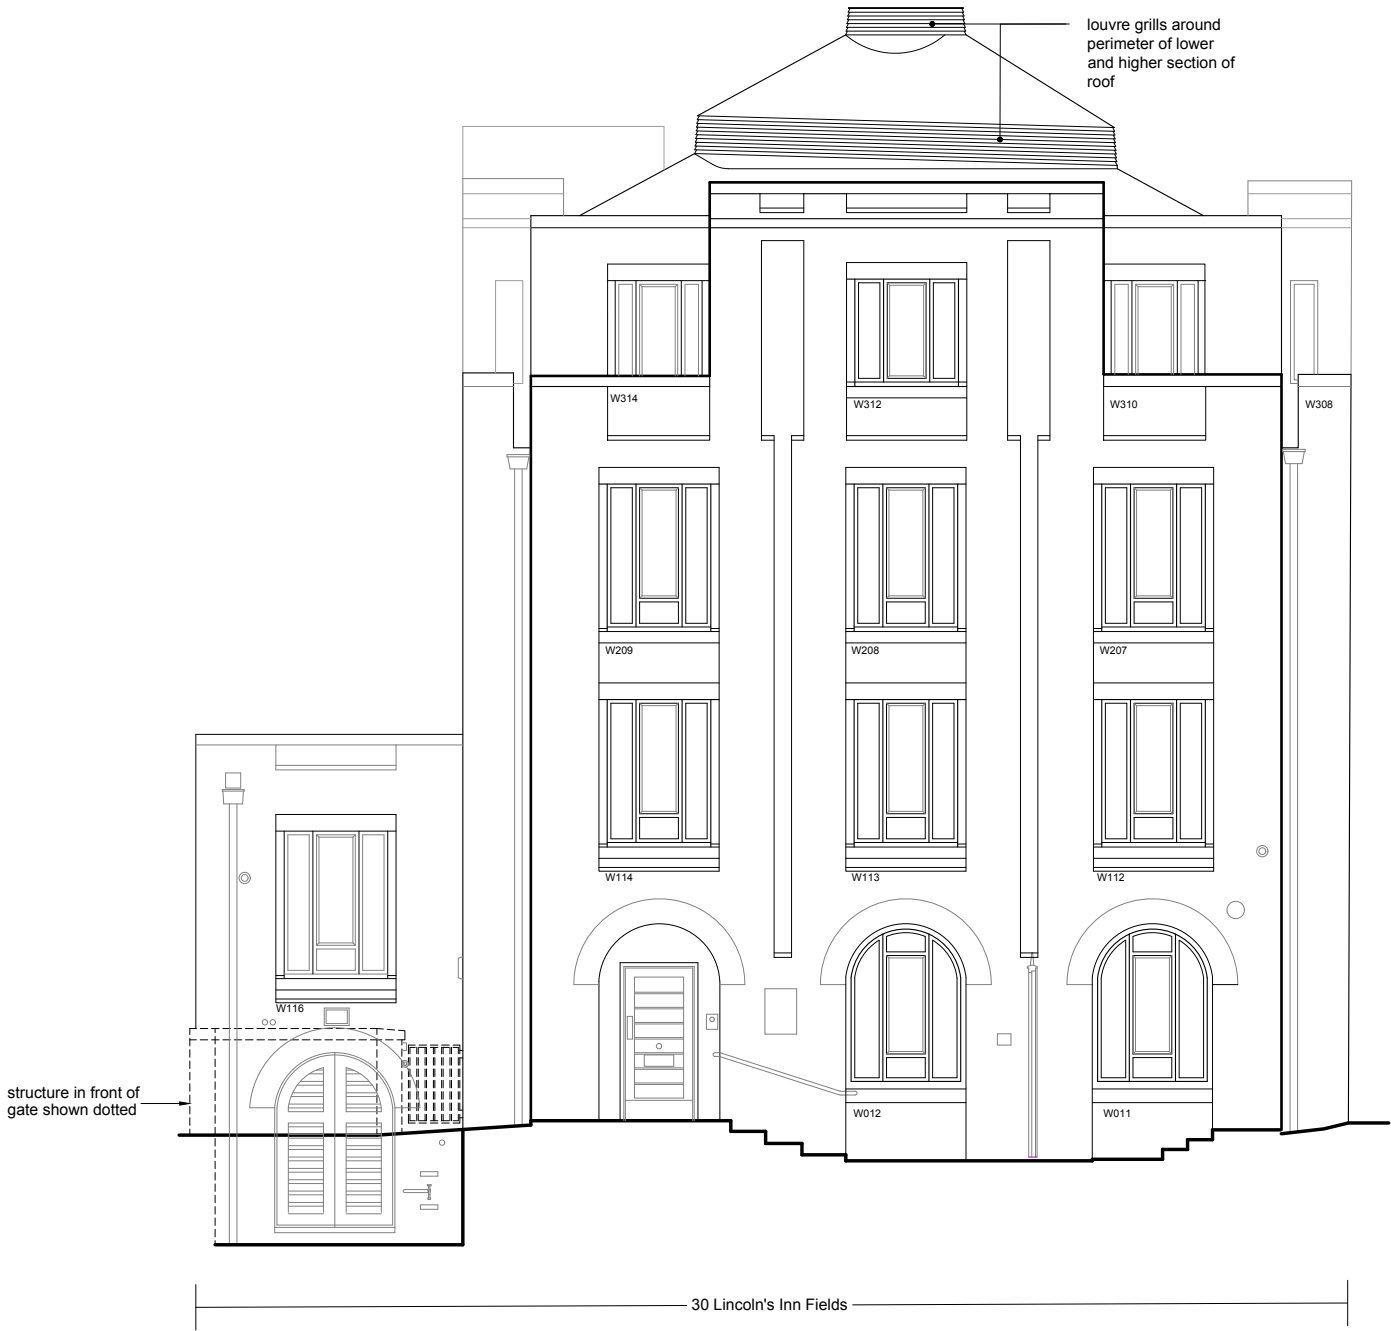 louvre grills around
perimeter of lower
and higher section of
roof
W314
W312
W310
W308
W209
W208
W207
W114
W113
W112
W116
structure in front of
gate shown dotted
W012
W011
30 Lincoln's Inn Fields